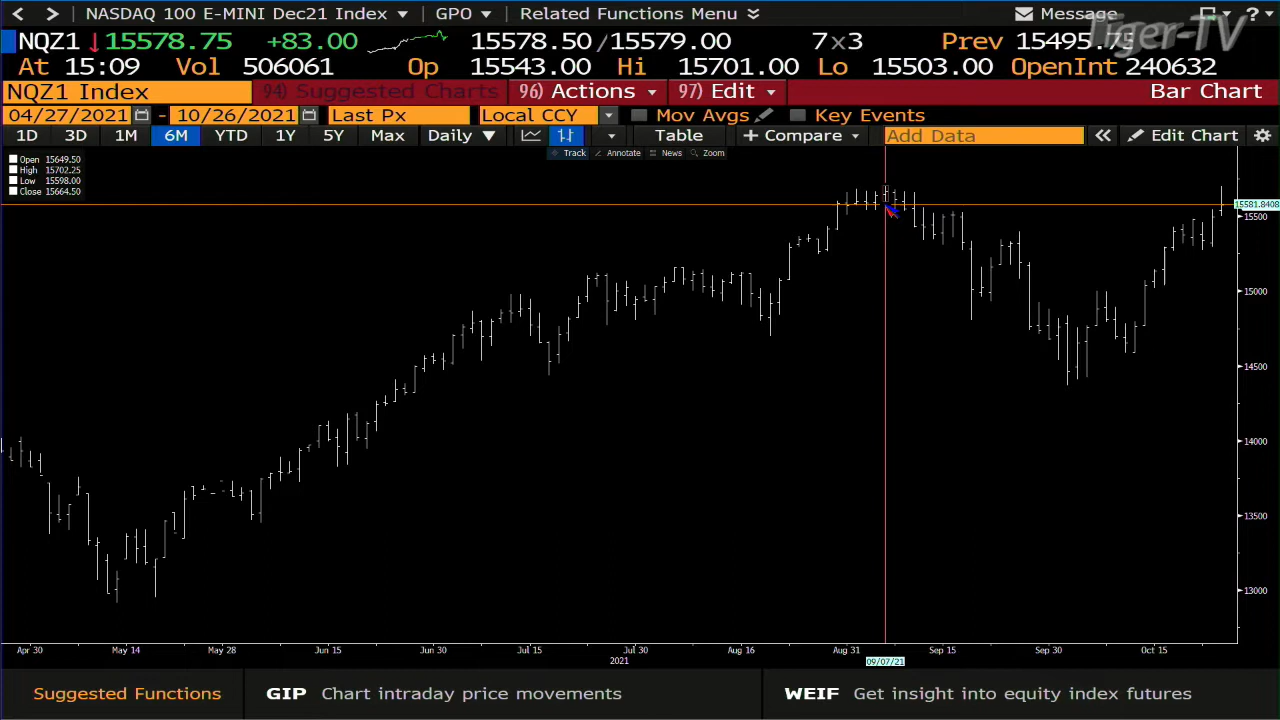 NASDAQ 100 E-MINI Dec21 Index GPO Related Functions Menu Message ?
Tiger-TV
NQZ1 15578.75 +83.00 15578.50/15579.00 7x3 Prev 15495.75
At 15:09 Vol 506061 Op 15543.00 Hi 15701.00 Lo 15503.00 OpenInt 240632
NQZ1 Index 94) Suggested Charts 96) Actions 97) Edit Bar Chart
04/27/2021 - 10/26/2021 Last Px Local CCY Mov Avgs Key Events
1D 3D 1M 6M YTD 1Y 5Y Max Daily ▼ Table + Compare Add Data « Edit Chart
Track Annotate News Zoom
Open 15649.50
High 15702.25
Low 15598.00
Close 15664.50
15581.8408
15500
15000
14500
14000
13500
13000
Apr 30 May 14 May 28 Jun 15 Jun 30 Jul 15 Jul 30 Aug 16 Aug 31 Sep 15 Sep 30 Oct 15
2021 09/07/21
Suggested Functions GIP Chart intraday price movements WEIF Get insight into equity index futures